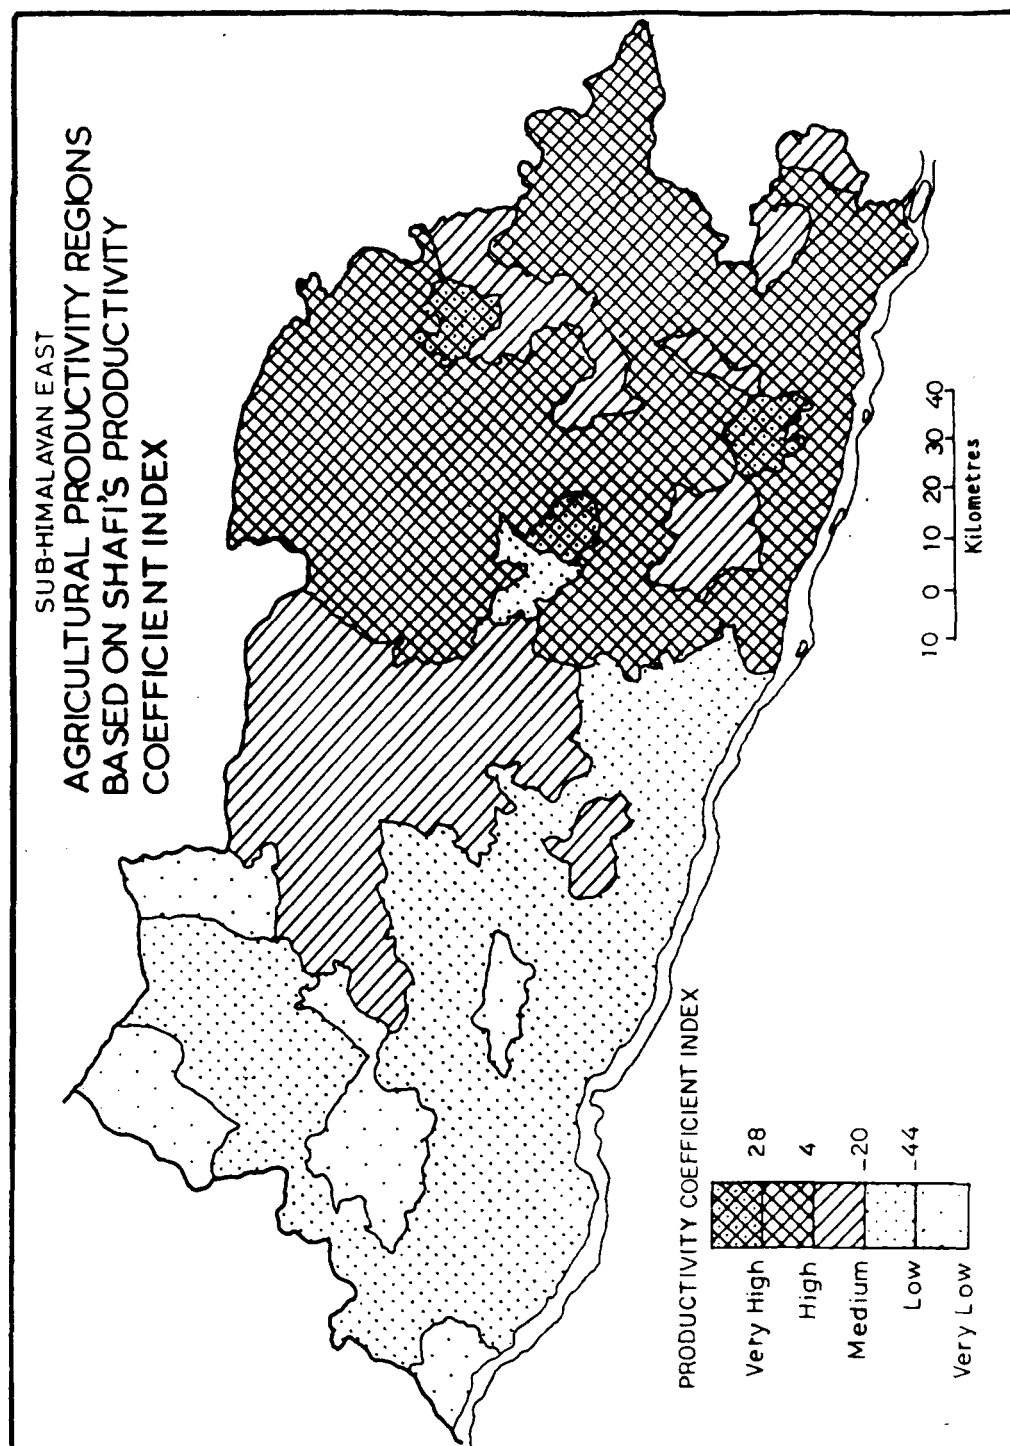 SUB-HIMALAYAN EAST
AGRICULTURAL PRODUCTIVITY REGIONS
BASED ON SHAFI'S PRODUCTIVITY
COEFFICIENT INDEX
PRODUCTIVITY COEFFICIENT INDEX
Very High
28
High
4
Medium
-20
Low
-44
Very Low
10 0 10 20 30 40
Kilometres